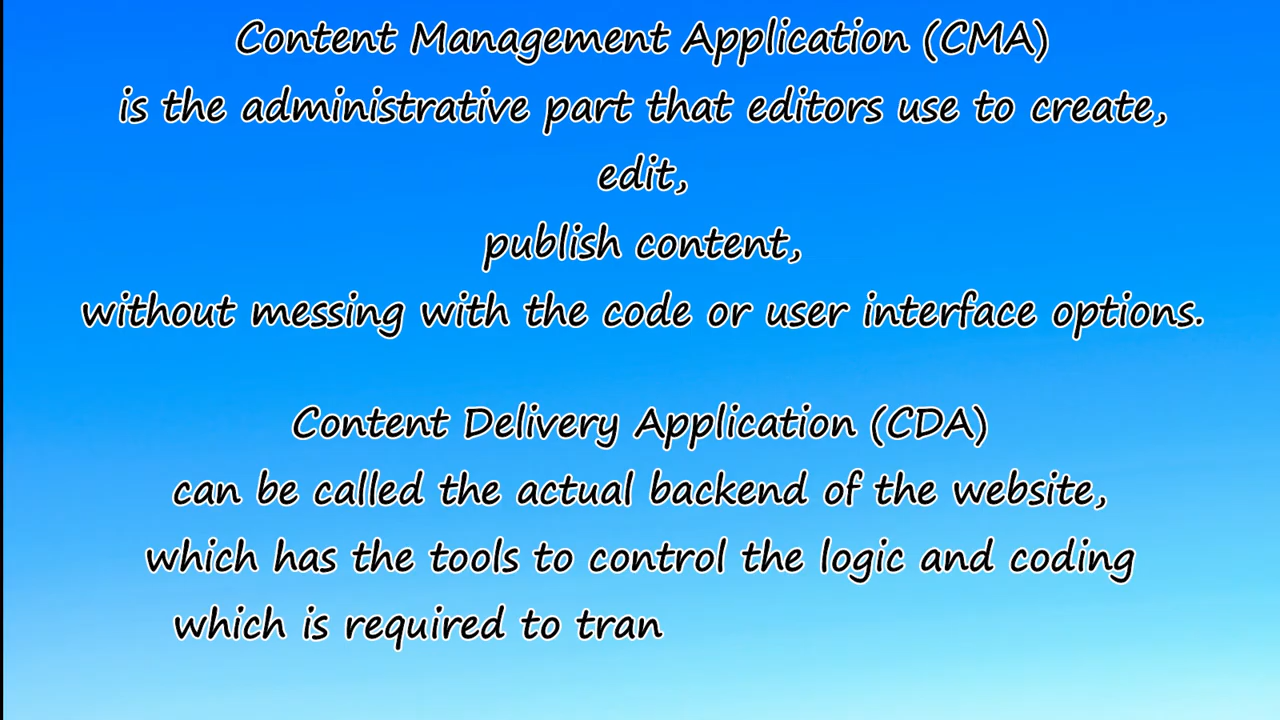 Content Management Application (CMA)
is the administrative part that editors use to create,
edit,
publish content,
without messing with the code or user interface options.
Content Delivery Application (CDA)
can be called the actual backend of the website,
which has the tools to control the logic and coding
which is required to tran